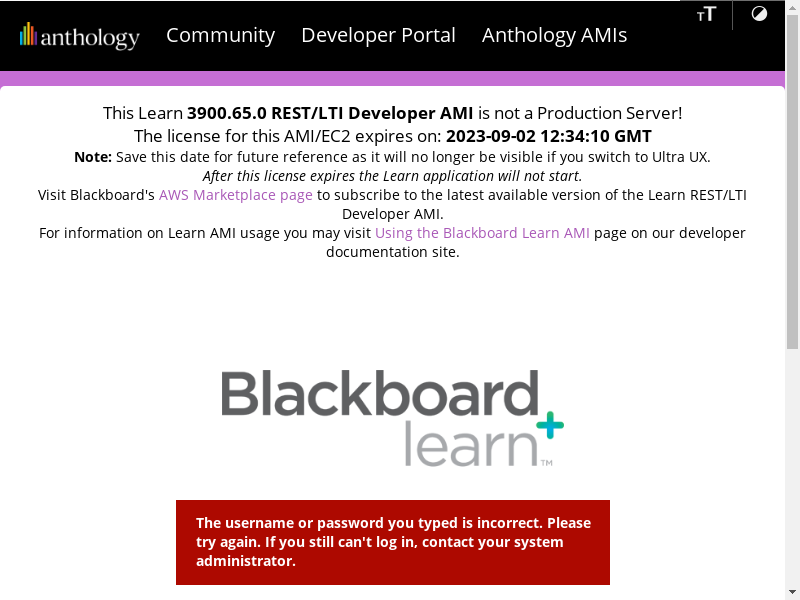 anthology Community Developer Portal Anthology AMIs TT
This Learn 3900.65.0 REST/LTI Developer AMI is not a Production Server!
The license for this AMI/EC2 expires on: 2023-09-02 12:34:10 GMT
Note: Save this date for future reference as it will no longer be visible if you switch to Ultra UX.
After this license expires the Learn application will not start.
Visit Blackboard's AWS Marketplace page to subscribe to the latest available version of the Learn REST/LTI
Developer AMI.
For information on Learn AMI usage you may visit Using the Blackboard Learn AMI page on our developer
documentation site.
Blackboard
learn+™
The username or password you typed is incorrect. Please
try again. If you still can't log in, contact your system
administrator.